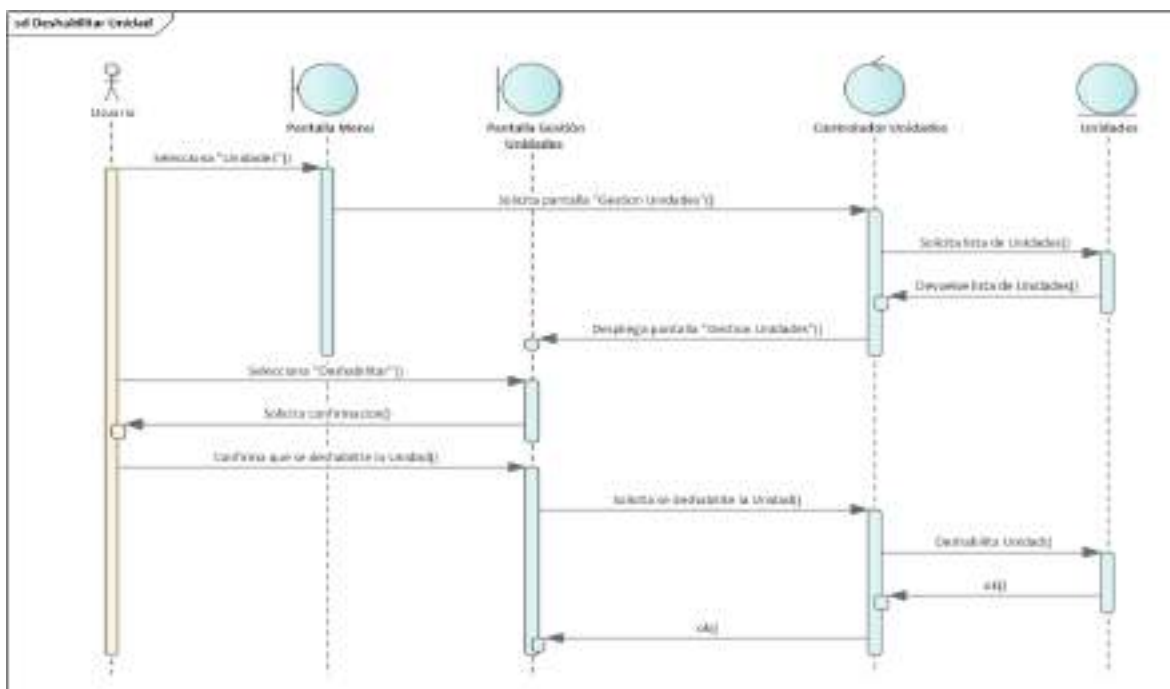 sd Deshabilitar Unidad
Usuario
Pantalla Menu
Pantalla Gestión
Unidades
Controlador Unidades
Unidades
Selecciona "Unidades"()
Solicita pantalla "Gestion Unidades"()
Solicita lista de Unidades()
Devuelve lista de Unidades()
Despliega pantalla "Gestion Unidades"()
Selecciona "Deshabilitar"()
Solicita confirmacion()
Confirma que se deshabilite la Unidad()
Solicita se deshabilite la Unidad()
Deshabilita Unidad()
ok()
ok()